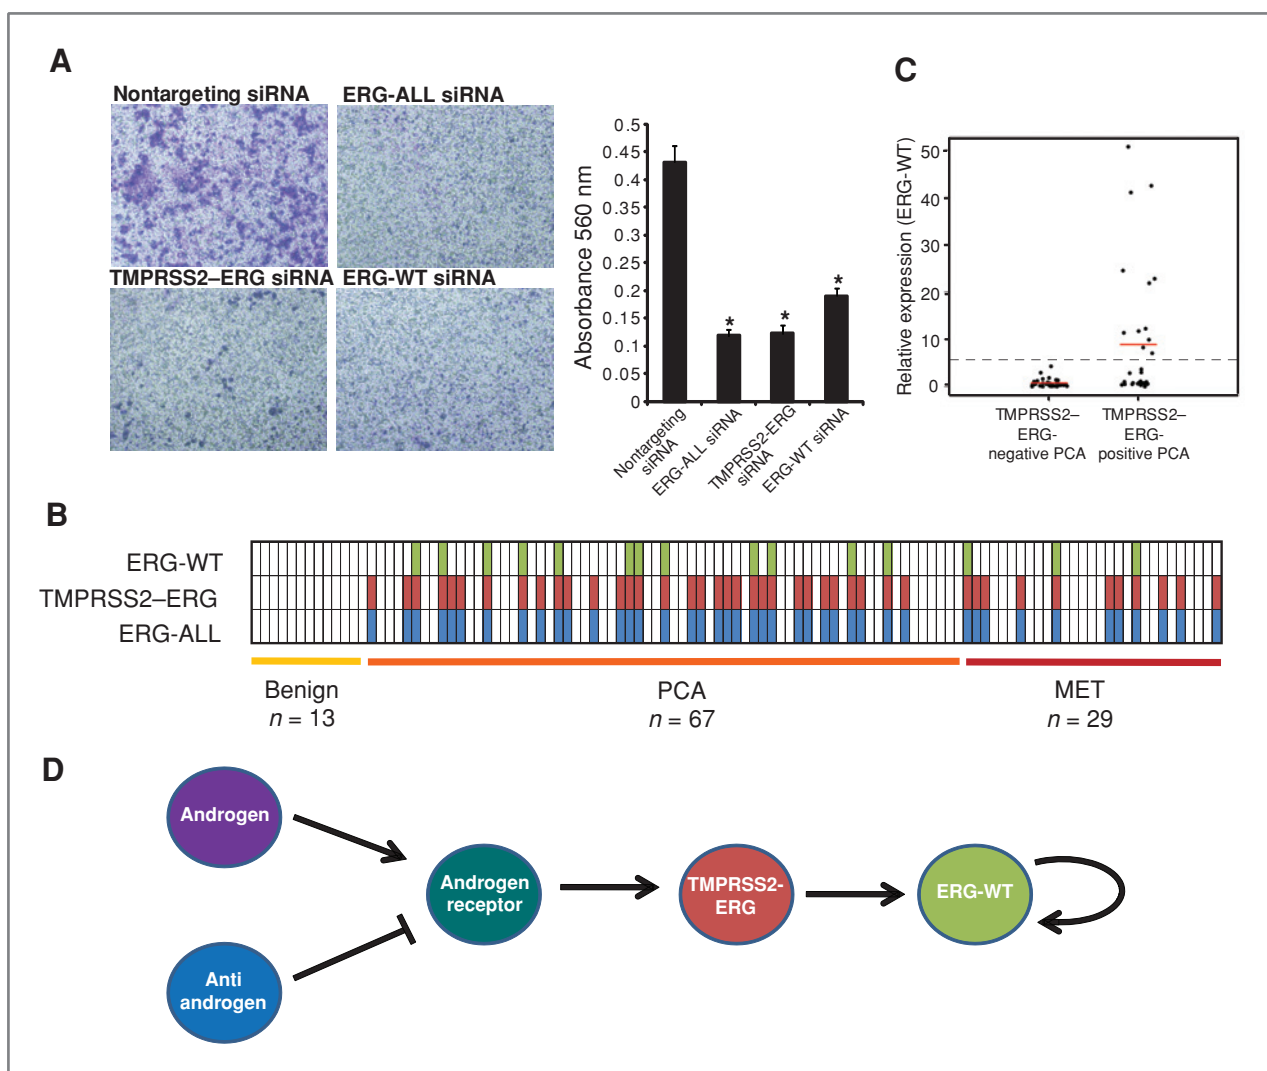 A
Nontargeting siRNA
ERG-ALL siRNA
TMPRSS2–ERG siRNA
ERG-WT siRNA
Absorbance 560 nm
0.5
0.45
0.4
0.35
0.3
0.25
0.2
0.15
0.1
0.05
0
*
*
*
Nontargeting
siRNA
ERG-ALL siRNA
TMPRSS2-ERG
siRNA
ERG-WT siRNA
C
Relative expression (ERG-WT)
50
40
30
20
10
0
TMPRSS2–
ERG-
negative PCA
TMPRSS2–
ERG-
positive PCA
B
ERG-WT
TMPRSS2–ERG
ERG-ALL
Benign
n = 13
PCA
n = 67
MET
n = 29
D
Androgen
Anti
androgen
Androgen
receptor
TMPRSS2-
ERG
ERG-WT